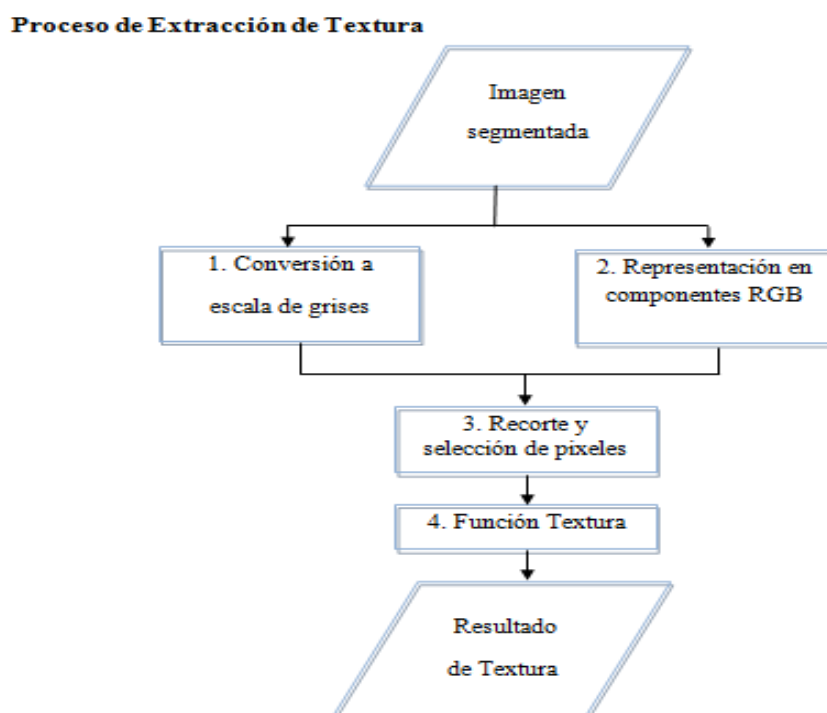 Proceso de Extracción de Textura
Imagen
segmentada
1. Conversión a
escala de grises
2. Representación en
componentes RGB
3. Recorte y
selección de pixeles
4. Función Textura
Resultado
de Textura